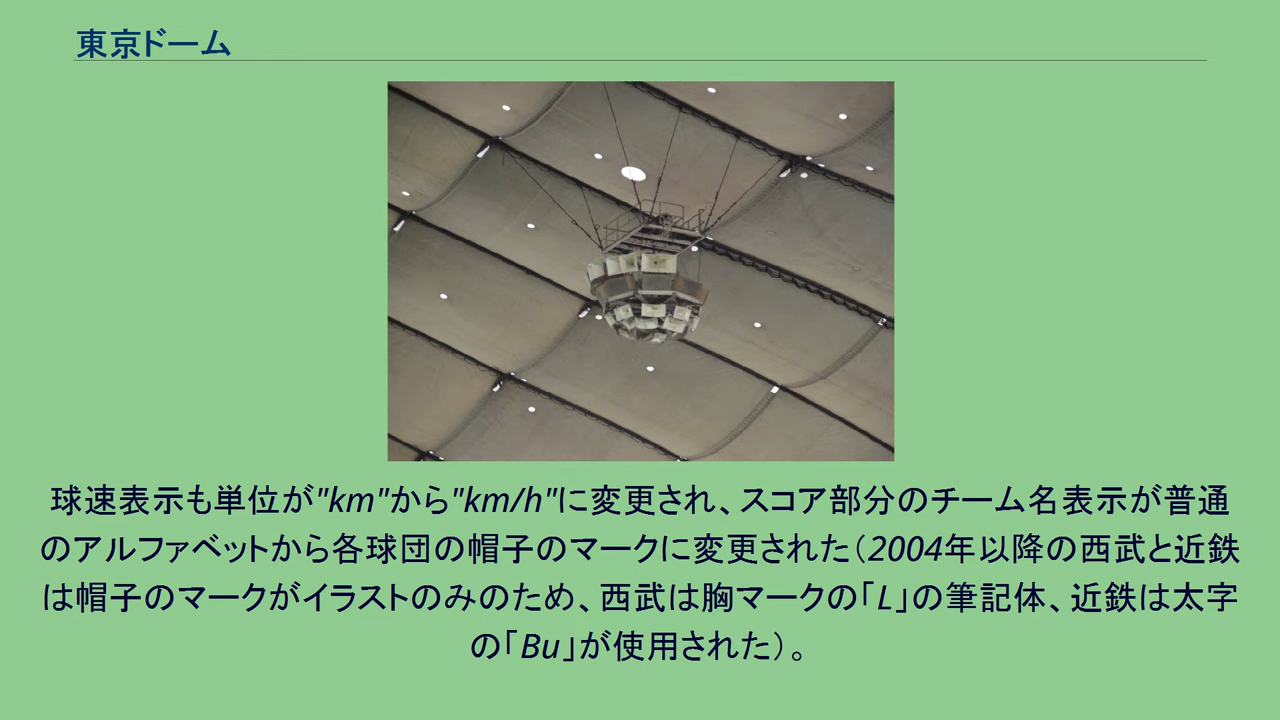 東京ドーム
球速表示も単位が"km"から"km/h"に変更され、スコア部分のチーム名表示が普通
のアルファベットから各球団の帽子のマークに変更された（2004年以降の西武と近鉄
は帽子のマークがイラストのみのため、西武は胸マークの「L」の筆記体、近鉄は太字
の「Bu」が使用された）。